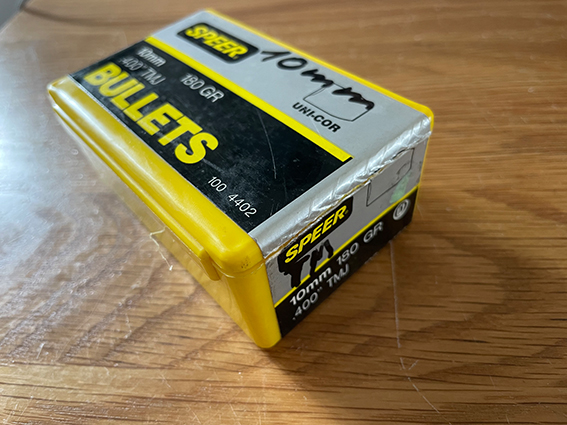 SPEER
10mm
10mm 180 GR
.400" TMJ
BULLETS
UNI-COR
100 4402
SPEER
10mm 180 GR
.400" TMJ